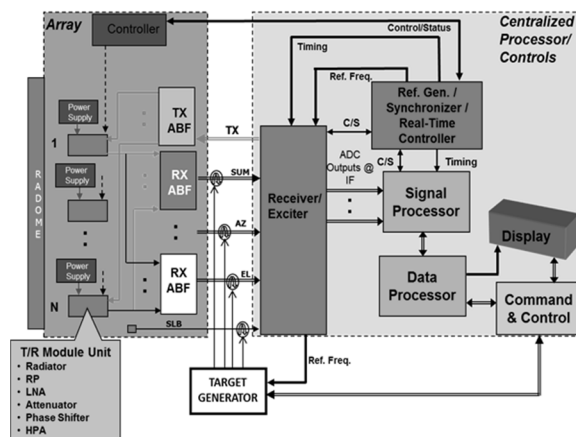 Array
Controller
Centralized
Processor/
Controls
Control/Status
Timing
Ref. Freq.
Ref. Gen. /
Synchronizer /
Real-Time
Controller
Power
Supply
1
TX
ABF
TX
C/S
C/S
Timing
RADOME
Power
Supply
RX
ABF
SUM
ADC
Outputs @
IF
Receiver/
Exciter
Signal
Processor
AZ
Display
Power
Supply
RX
ABF
EL
Data
Processor
N
SLB
Command
& Control
T/R Module Unit
• Radiator
• RP
• LNA
• Attenuator
• Phase Shifter
• HPA
Ref. Freq.
TARGET
GENERATOR